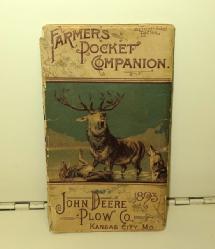 FARMER'S
POCKET
COMPANION.
JOHN DEERE
1893
PLOW CO.
KANSAS CITY, MO.